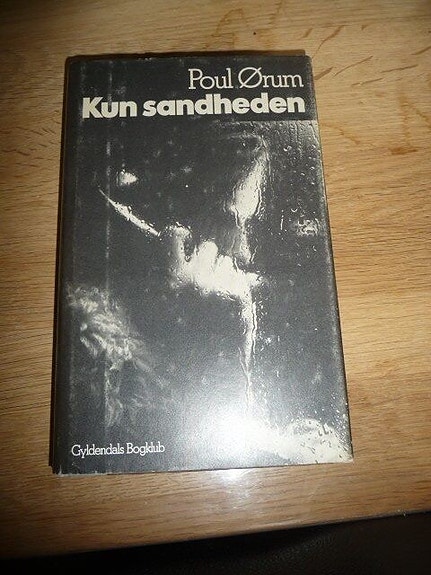 Poul Ørum
Kun sandheden
Gyldendals Bogklub